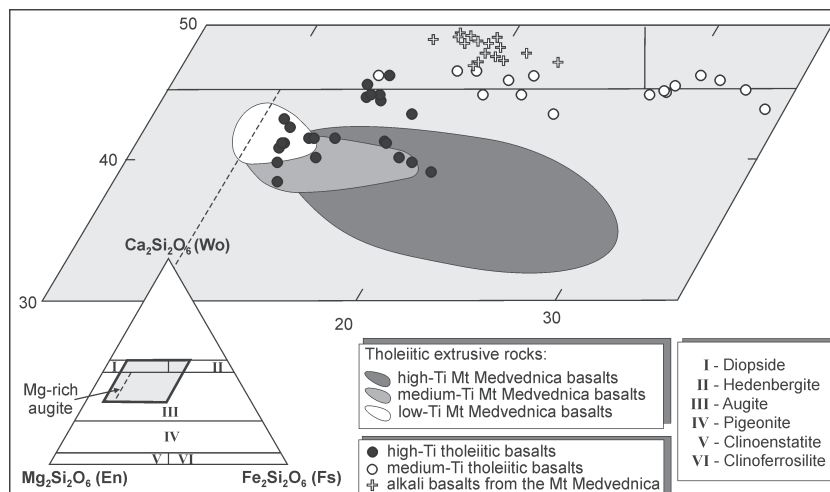 50
40
30
20
30
Ca2Si2O6 (Wo)
I
II
Mg-rich
augite
III
IV
V
VI
Mg2Si2O6 (En)
Fe2Si2O6 (Fs)
Tholeiitic extrusive rocks:
high-Ti Mt Medvednica basalts
medium-Ti Mt Medvednica basalts
low-Ti Mt Medvednica basalts
high-Ti tholeiitic basalts
medium-Ti tholeiitic basalts
alkali basalts from the Mt Medvednica
I - Diopside
II - Hedenbergite
III - Augite
IV - Pigeonite
V - Clinoenstatite
VI - Clinoferrosilite